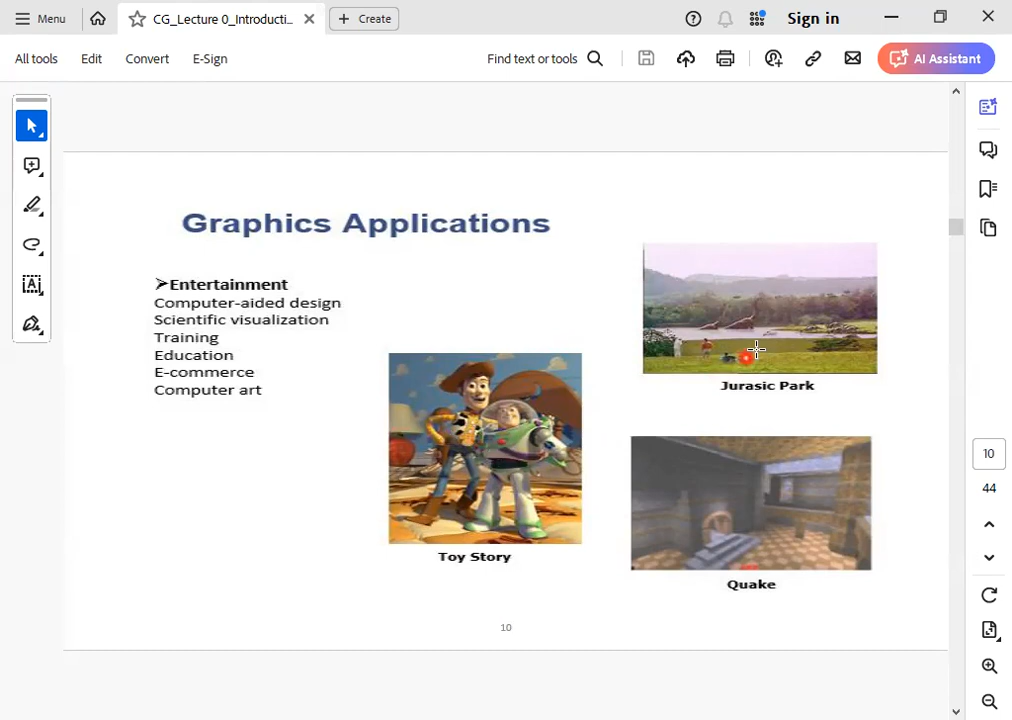 Menu
CG_Lecture 0_Introducti...
Create
Sign in
All tools
Edit
Convert
E-Sign
Find text or tools
AI Assistant
Graphics Applications
➢Entertainment
Computer-aided design
Scientific visualization
Training
Education
E-commerce
Computer art
Jurasic Park
Toy Story
Quake
10
10
44